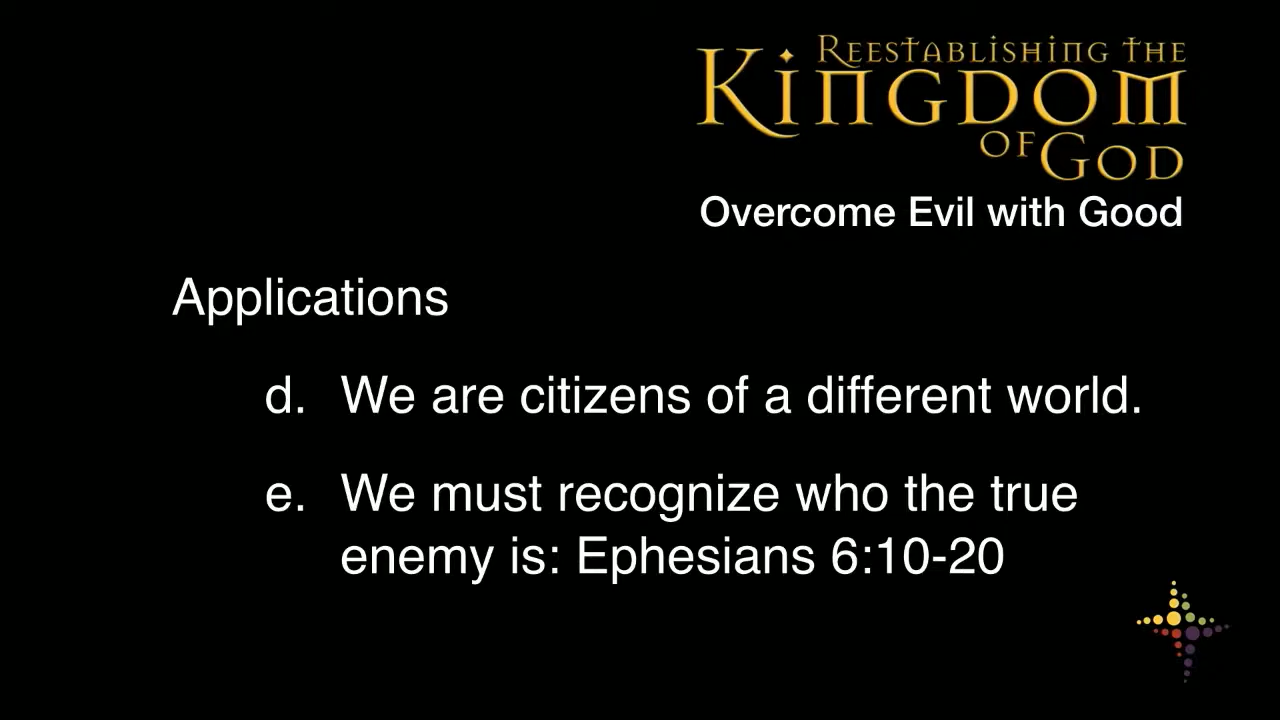 REESTABLISHING THE
KINGDOM
OF GOD
Overcome Evil with Good
Applications
d. We are citizens of a different world.
e. We must recognize who the true
enemy is: Ephesians 6:10-20